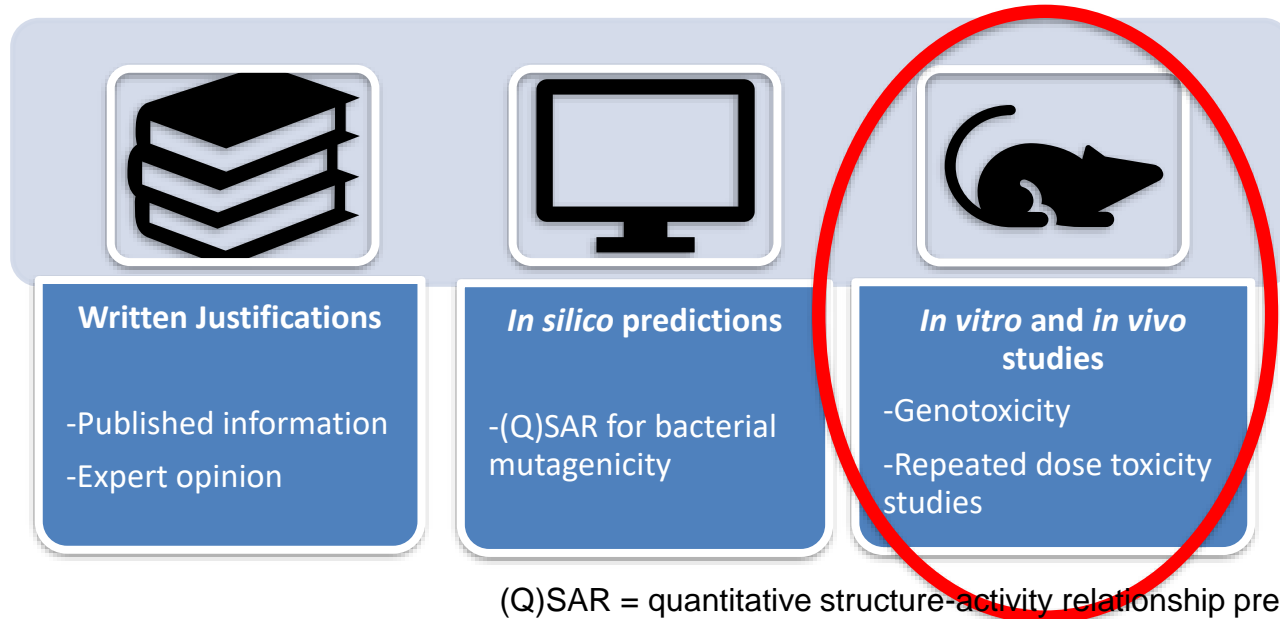 Written Justifications
-Published information
-Expert opinion
In silico predictions
-(Q)SAR for bacterial
mutagenicity
In vitro and in vivo
studies
-Genotoxicity
-Repeated dose toxicity
studies
(Q)SAR = quantitative structure-activity relationship pre